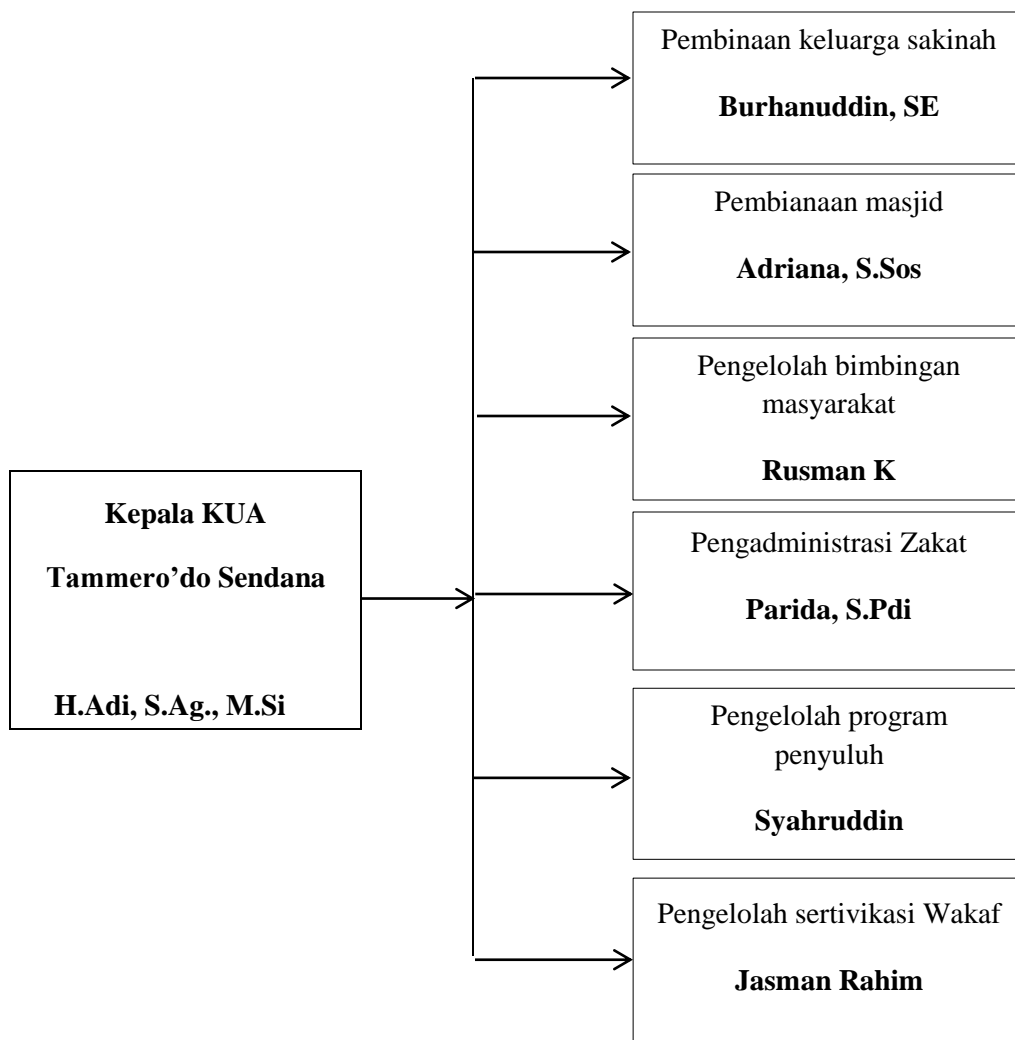 Pembinaan keluarga sakinah
Burhanuddin, SE
Pembianaan masjid
Adriana, S.Sos
Pengelolah bimbingan
masyarakat
Rusman K
Kepala KUA
Tammero’do Sendana
H.Adi, S.Ag., M.Si
Pengadministrasi Zakat
Parida, S.Pdi
Pengelolah program
penyuluh
Syahruddin
Pengelolah sertivikasi Wakaf
Jasman Rahim